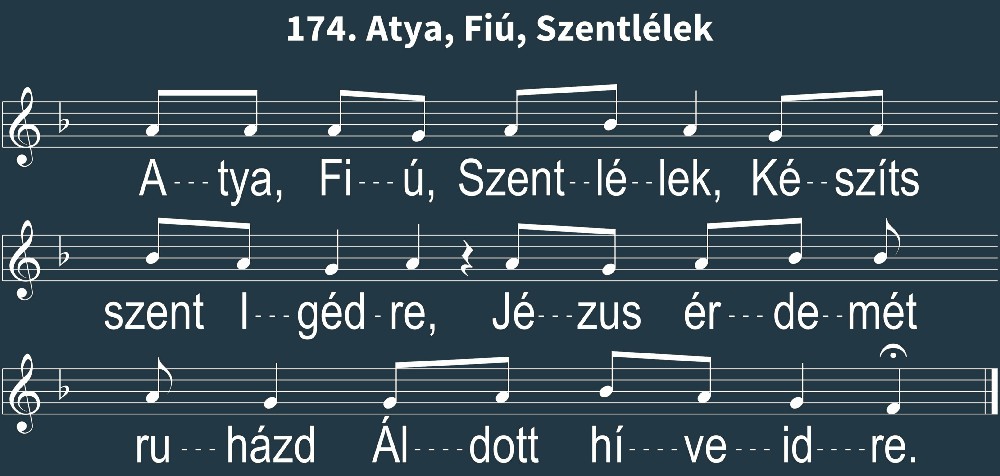 174. Atya, Fiú, Szentlélek
A---tya, Fi---ú, Szent--lé--lek, Ké--szíts
szent I---géd-re, Jé---zus ér---de--mét
ru---házd Ál----dott hí----ve----id----re.